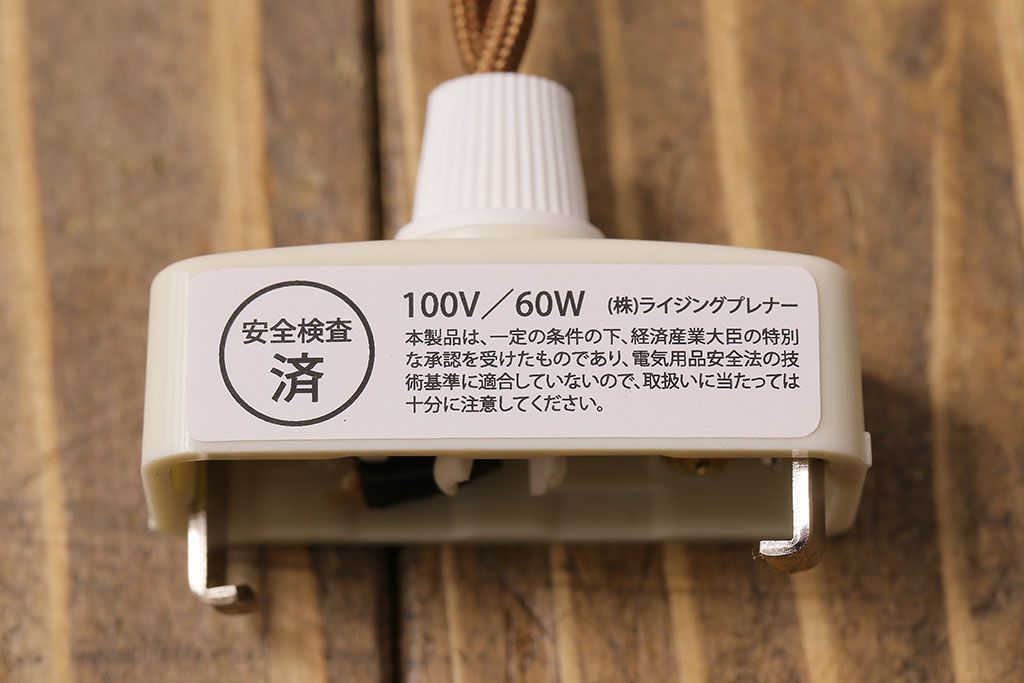 安全検査
済
100V／60W (株)ライジングプレナー
本製品は、一定の条件の下、経済産業大臣の特別
な承認を受けたものであり、電気用品安全法の技
術基準に適合していないので、取扱いに当たっては
十分に注意してください。